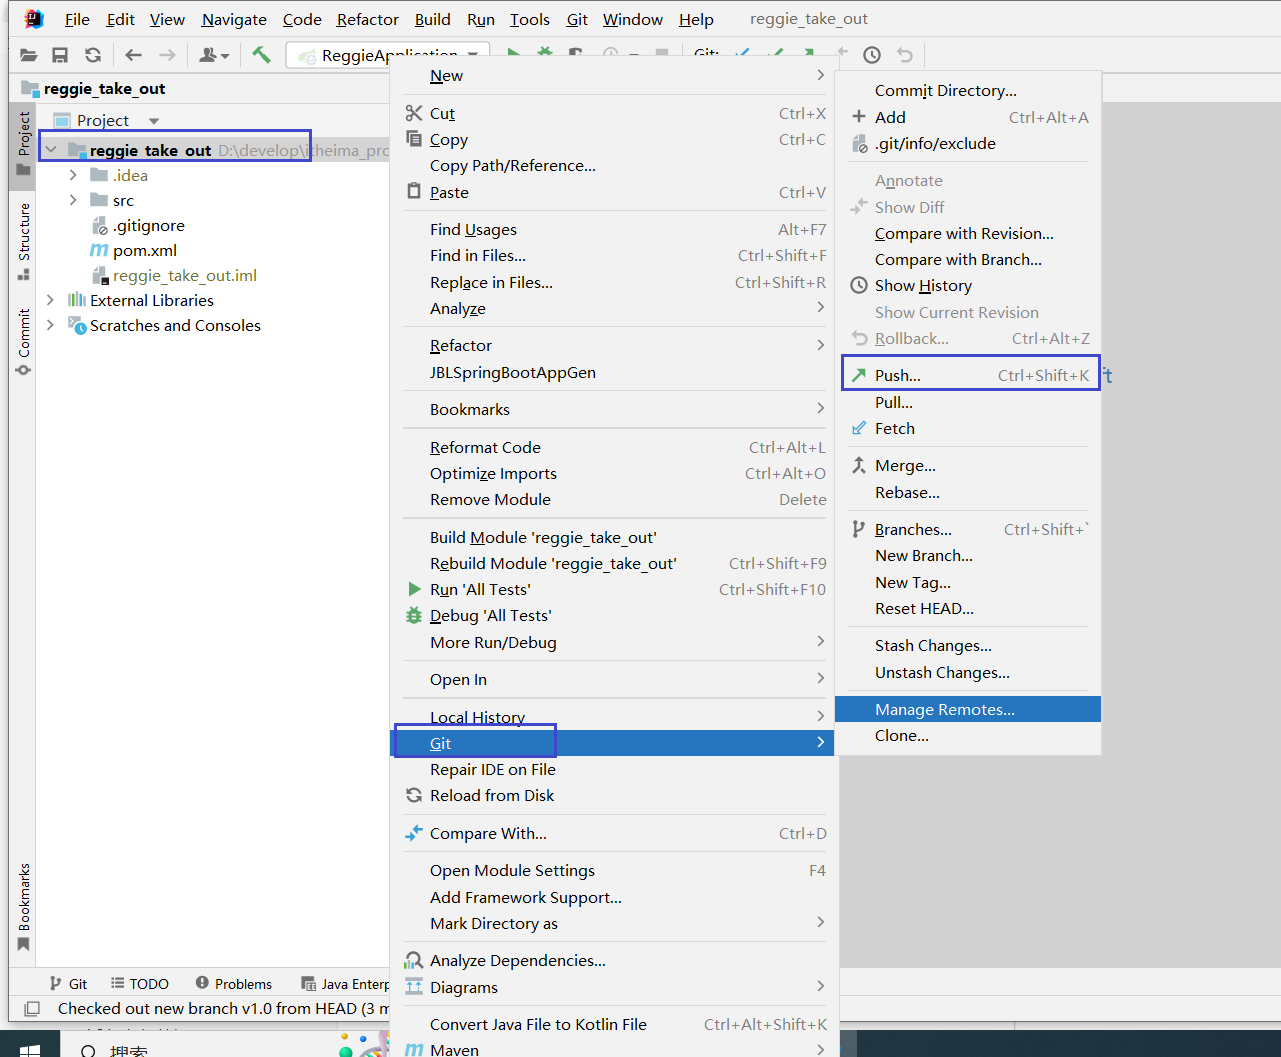 File Edit View Navigate Code Refactor Build Run Tools Git Window Help reggie_take_out
ReggieApplication
Git:
reggie_take_out
Project
reggie_take_out D:\develop\itheima_pro
.idea
src
.gitignore
pom.xml
reggie_take_out.iml
External Libraries
Scratches and Consoles
Project
Structure
Commit
Bookmarks
New
Cut Ctrl+X
Copy Ctrl+C
Copy Path/Reference...
Paste Ctrl+V
Find Usages Alt+F7
Find in Files... Ctrl+Shift+F
Replace in Files... Ctrl+Shift+R
Analyze
Refactor
JBLSpringBootAppGen
Bookmarks
Reformat Code Ctrl+Alt+L
Optimize Imports Ctrl+Alt+O
Remove Module Delete
Build Module 'reggie_take_out'
Rebuild Module 'reggie_take_out' Ctrl+Shift+F9
Run 'All Tests' Ctrl+Shift+F10
Debug 'All Tests'
More Run/Debug
Open In
Local History
Git
Repair IDE on File
Reload from Disk
Compare With... Ctrl+D
Open Module Settings F4
Add Framework Support...
Mark Directory as
Analyze Dependencies...
Diagrams
Convert Java File to Kotlin File Ctrl+Alt+Shift+K
Maven
Commit Directory...
Add Ctrl+Alt+A
.git/info/exclude
Annotate
Show Diff
Compare with Revision...
Compare with Branch...
Show History
Show Current Revision
Rollback... Ctrl+Alt+Z
Push... Ctrl+Shift+K
Pull...
Fetch
Merge...
Rebase...
Branches... Ctrl+Shift+`
New Branch...
New Tag...
Reset HEAD...
Stash Changes...
Unstash Changes...
Manage Remotes...
Clone...
Git TODO Problems Java Enterp
Checked out new branch v1.0 from HEAD (3 m
搜索